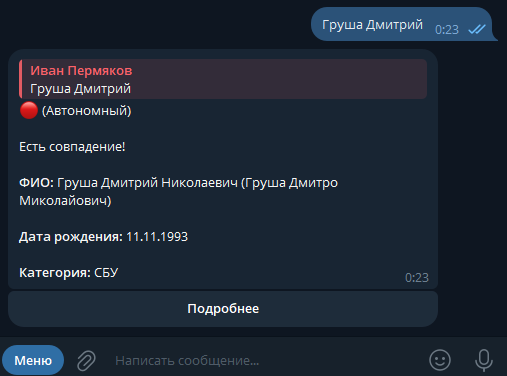 Груша Дмитрий 0:23
Иван Пермяков
Груша Дмитрий
(Автономный)
Есть совпадение!
ФИО: Груша Дмитрий Николаевич (Груша Дмитро
Миколайович)
Дата рождения: 11.11.1993
Категория: СБУ
0:23
Подробнее
Меню Написать сообщение...